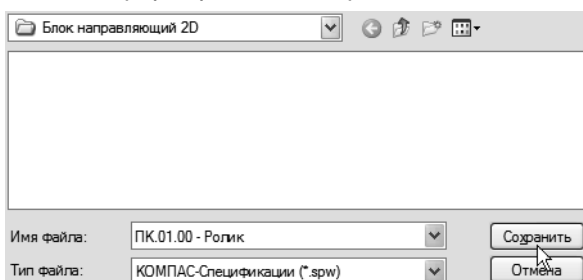 Блок направляющий 2D
Имя файла: ПК.01.00 - Ролик Сохранить
Тип файла: КОМПАС-Спецификации (*.spw) Отмена